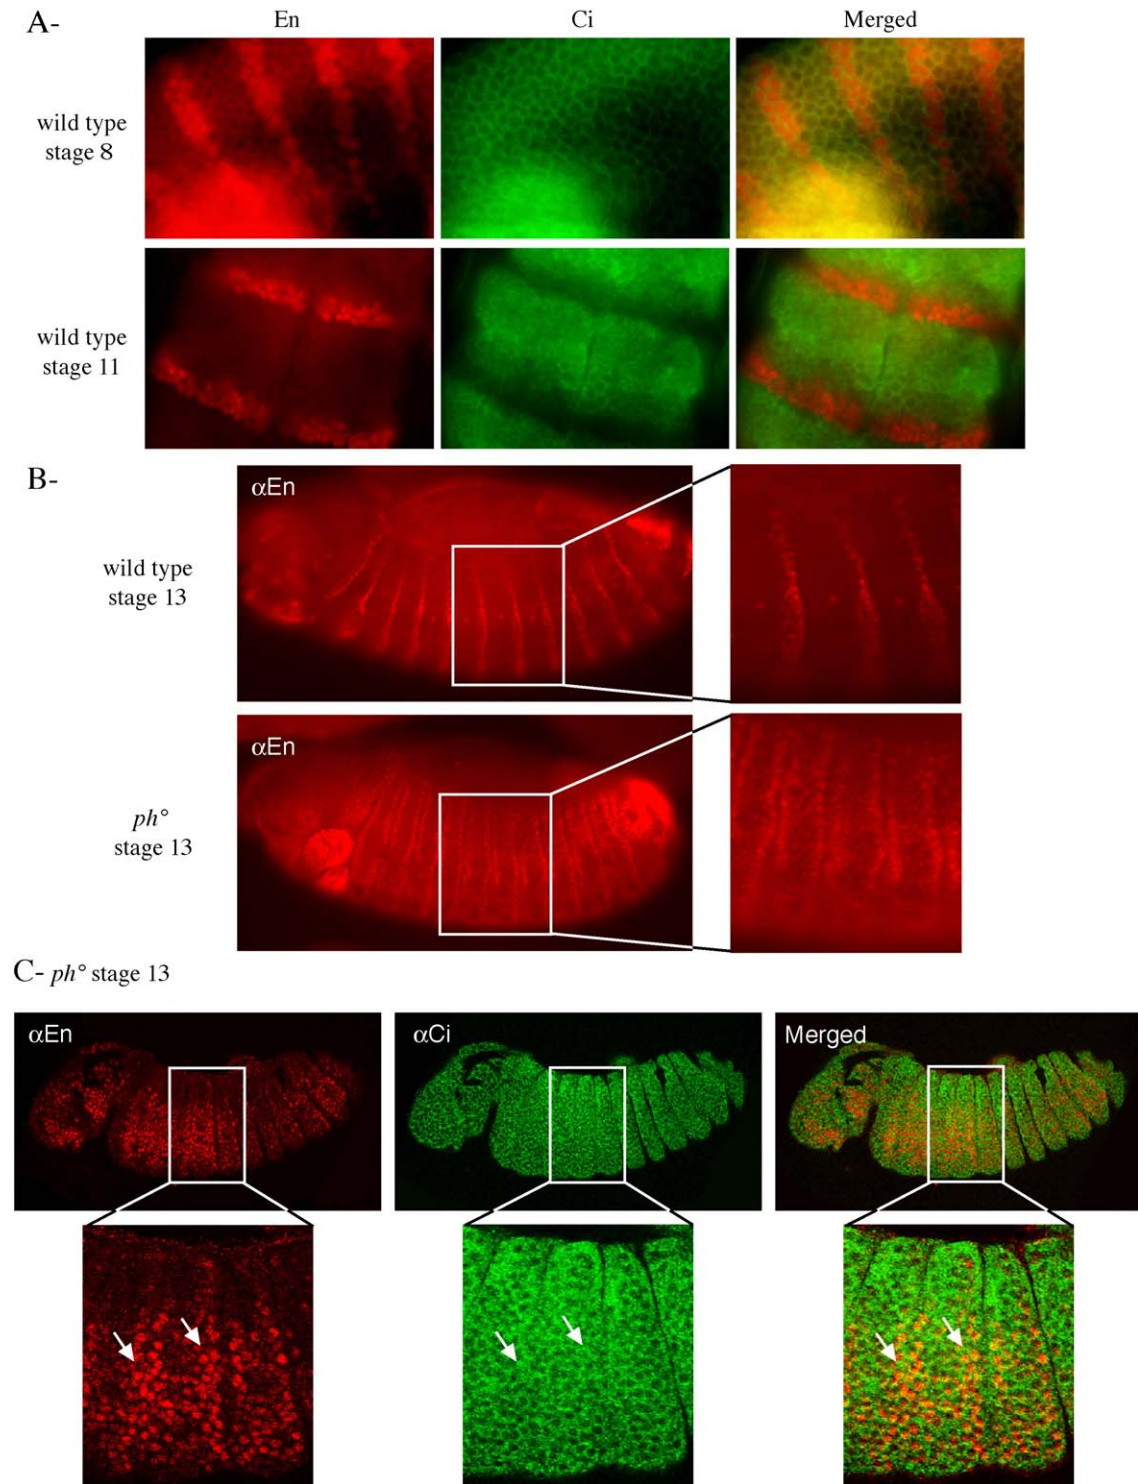 A-
En Ci Merged
wild type
stage 8
wild type
stage 11
B-
αEn
wild type
stage 13
αEn
ph°
stage 13
C- ph° stage 13
αEn αCi Merged